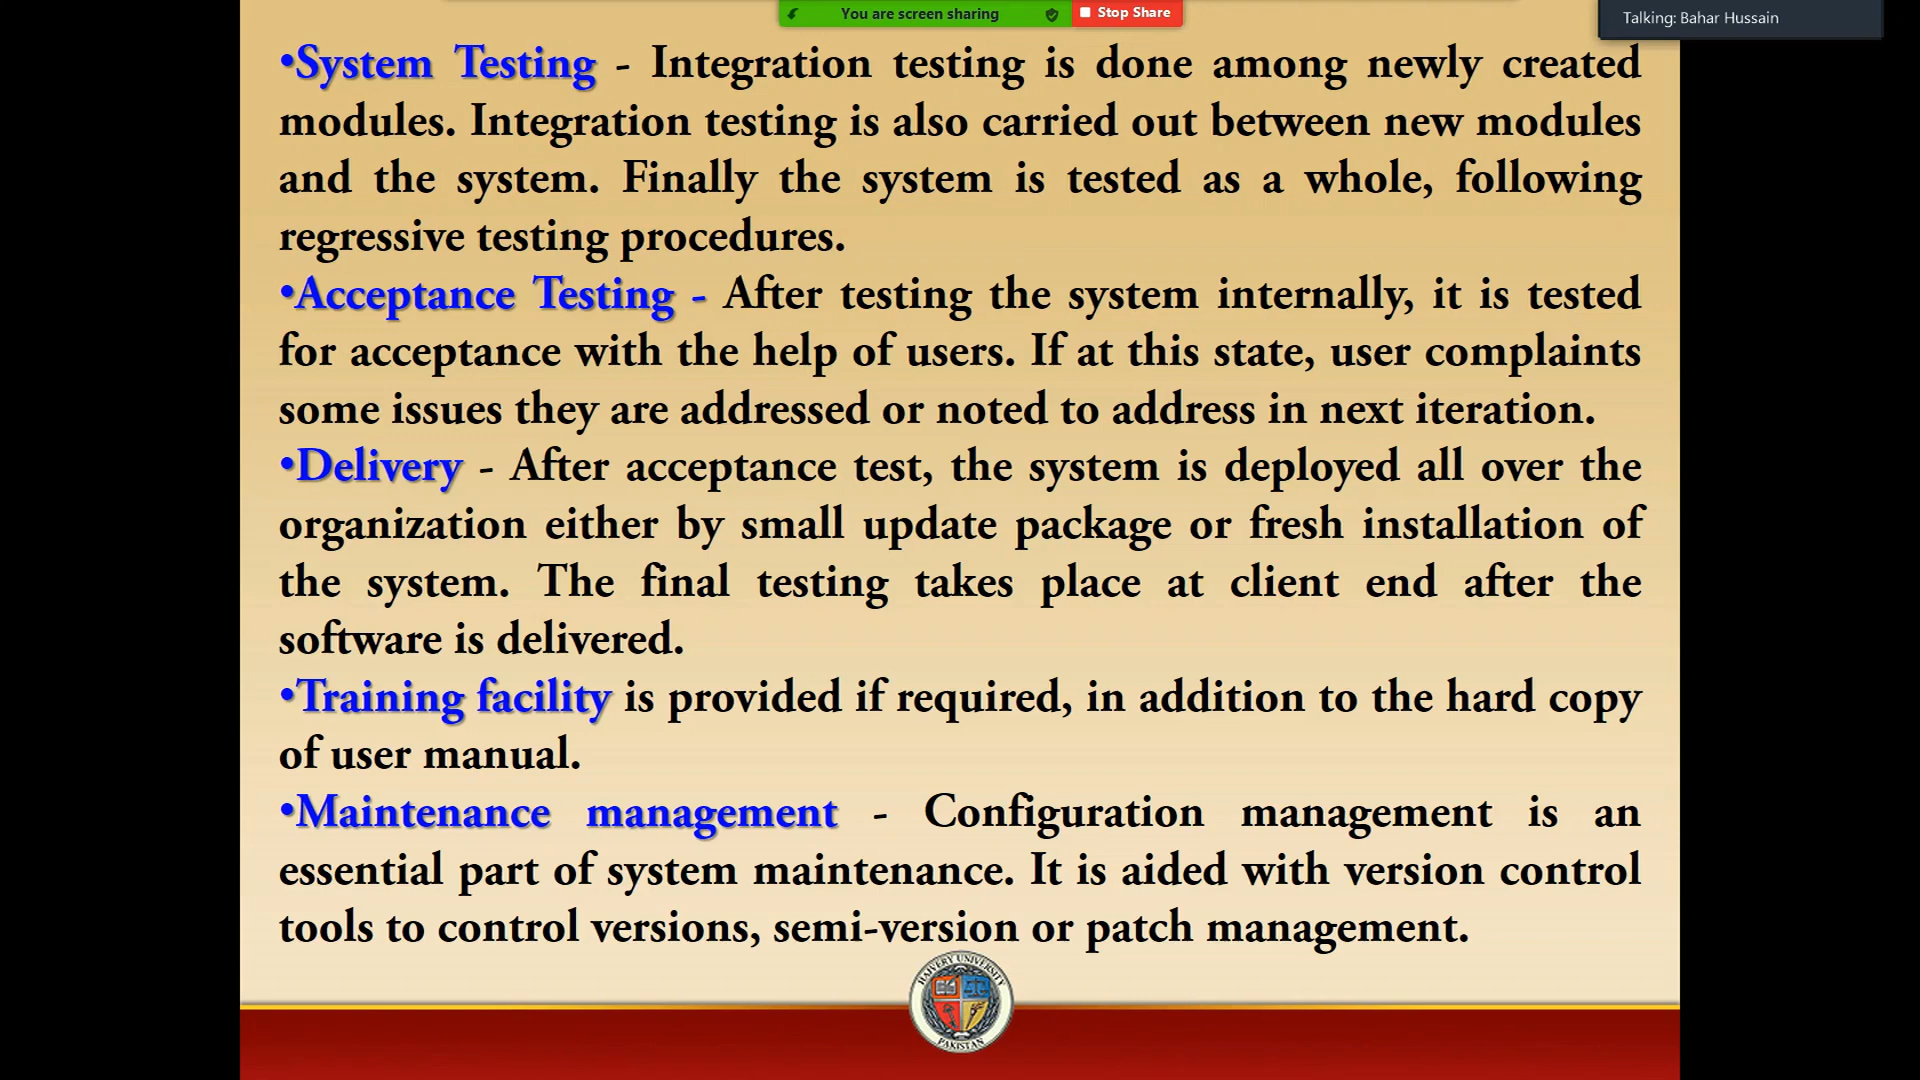 You are screen sharing
Stop Share
Talking: Bahar Hussain
•System Testing - Integration testing is done among newly created
modules. Integration testing is also carried out between new modules
and the system. Finally the system is tested as a whole, following
regressive testing procedures.
•Acceptance Testing - After testing the system internally, it is tested
for acceptance with the help of users. If at this state, user complaints
some issues they are addressed or noted to address in next iteration.
•Delivery - After acceptance test, the system is deployed all over the
organization either by small update package or fresh installation of
the system. The final testing takes place at client end after the
software is delivered.
•Training facility is provided if required, in addition to the hard copy
of user manual.
•Maintenance management - Configuration management is an
essential part of system maintenance. It is aided with version control
tools to control versions, semi-version or patch management.
HAIVERY UNIVERSITY
PAKISTAN